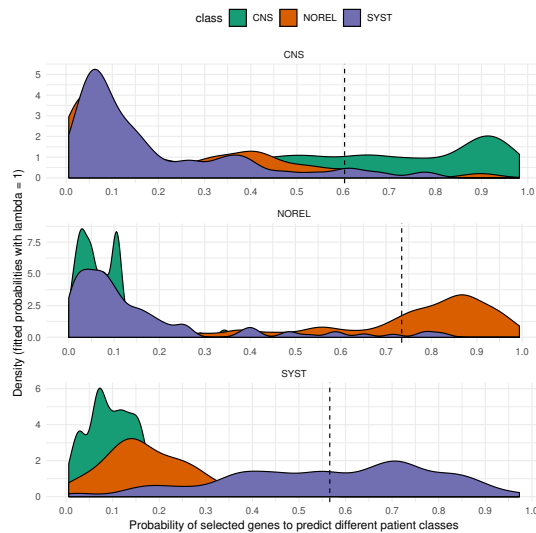 class CNS NOREL SYST
CNS
5
4
3
2
1
0
0.0 0.1 0.2 0.3 0.4 0.5 0.6 0.7 0.8 0.9 1.0
NOREL
7.5
5.0
2.5
0.0
0.0 0.1 0.2 0.3 0.4 0.5 0.6 0.7 0.8 0.9 1.0
SYST
6
4
2
0
0.0 0.1 0.2 0.3 0.4 0.5 0.6 0.7 0.8 0.9 1.0
Probability of selected genes to predict different patient classes
Density (fitted probabilities with lambda = 1)